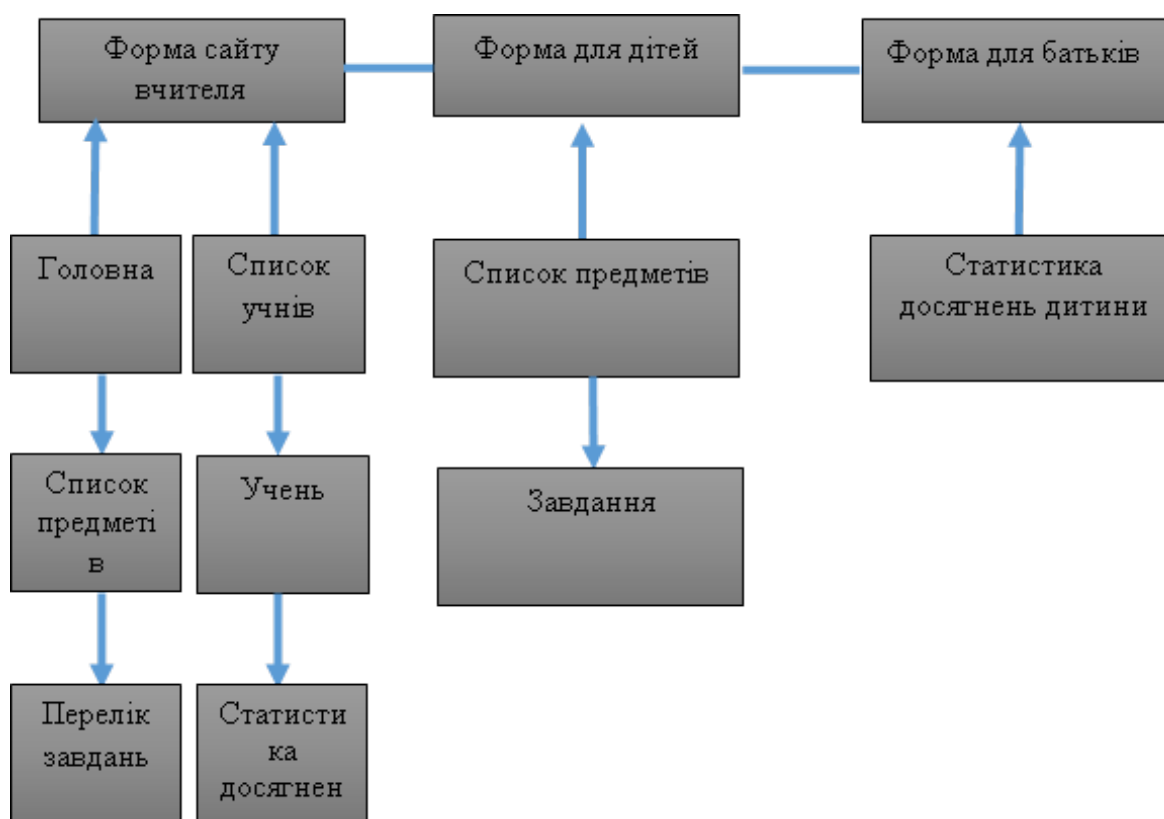 Форма сайту
вчителя
Форма для дітей
Форма для батьків
Головна
Список
учнів
Список предметів
Статистика
досягнень дитини
Список
предметі
в
Учень
Завдання
Перелік
завдань
Статисти
ка
досягнен